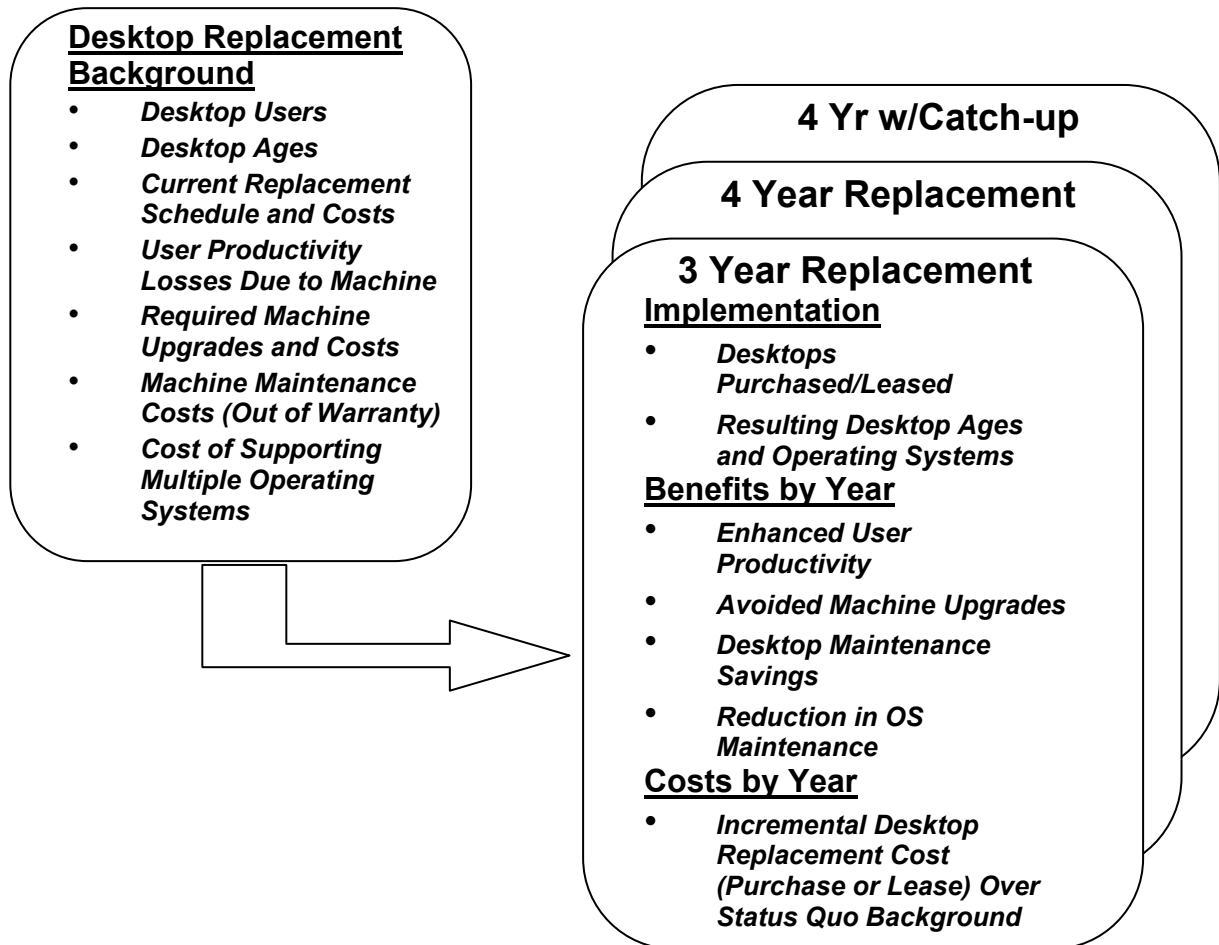 Desktop Replacement
Background
• Desktop Users
• Desktop Ages
• Current Replacement
Schedule and Costs
• User Productivity
Losses Due to Machine
• Required Machine
Upgrades and Costs
• Machine Maintenance
Costs (Out of Warranty)
• Cost of Supporting
Multiple Operating
Systems
4 Yr w/Catch-up
4 Year Replacement
3 Year Replacement
Implementation
• Desktops
Purchased/Leased
• Resulting Desktop Ages
and Operating Systems
Benefits by Year
• Enhanced User
Productivity
• Avoided Machine Upgrades
• Desktop Maintenance
Savings
• Reduction in OS
Maintenance
Costs by Year
• Incremental Desktop
Replacement Cost
(Purchase or Lease) Over
Status Quo Background